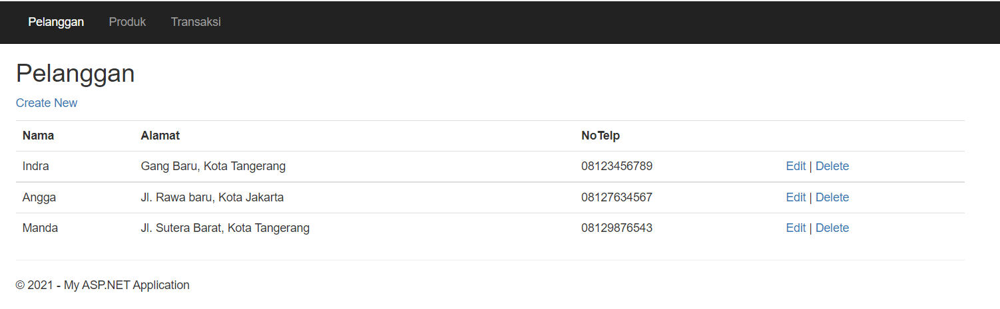 Pelanggan Produk Transaksi
Pelanggan
Create New
Nama Alamat NoTelp
Indra Gang Baru, Kota Tangerang 08123456789 Edit | Delete
Angga Jl. Rawa baru, Kota Jakarta 08127634567 Edit | Delete
Manda Jl. Sutera Barat, Kota Tangerang 08129876543 Edit | Delete
© 2021 - My ASP.NET Application